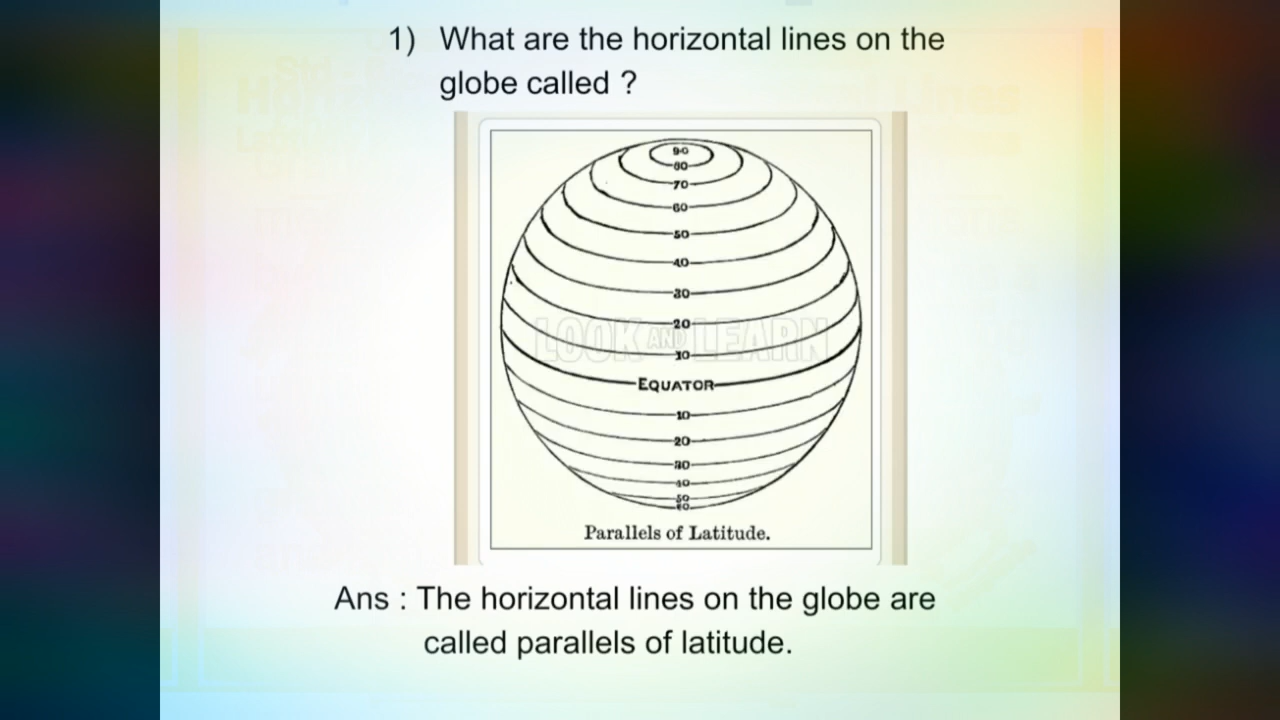 1) What are the horizontal lines on the
globe called ?
90
80
70
60
50
40
30
20
LOOK AND LEARN
10
EQUATOR
10
20
30
40
50
60
Parallels of Latitude.
Ans : The horizontal lines on the globe are
called parallels of latitude.